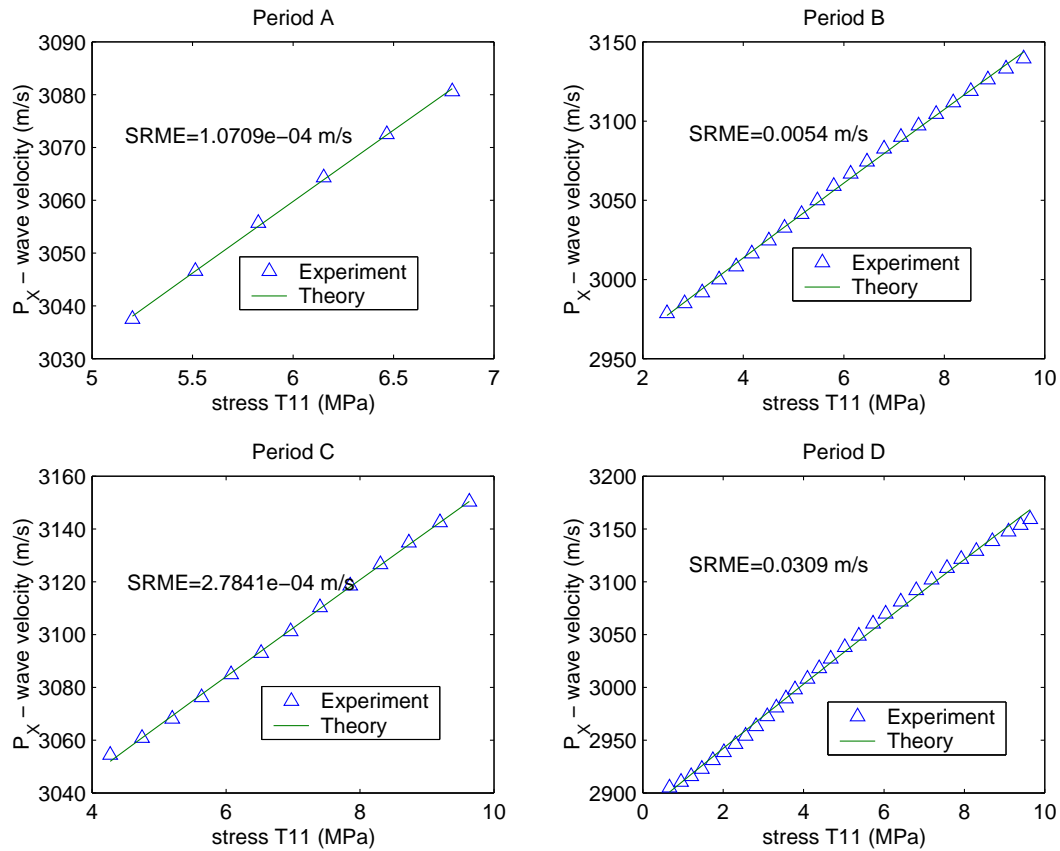 Period A
3090
3080
3070
3060
3050
3040
3030
P_X − wave velocity (m/s)
SRME=1.0709e−04 m/s
Experiment
Theory
5 5.5 6 6.5 7
stress T11 (MPa)
Period B
3150
3100
3050
3000
2950
P_X − wave velocity (m/s)
SRME=0.0054 m/s
Experiment
Theory
2 4 6 8 10
stress T11 (MPa)
Period C
3160
3140
3120
3100
3080
3060
3040
P_X − wave velocity (m/s)
SRME=2.7841e−04 m/s
Experiment
Theory
4 6 8 10
stress T11 (MPa)
Period D
3200
3150
3100
3050
3000
2950
2900
P_X − wave velocity (m/s)
SRME=0.0309 m/s
Experiment
Theory
0 2 4 6 8 10
stress T11 (MPa)